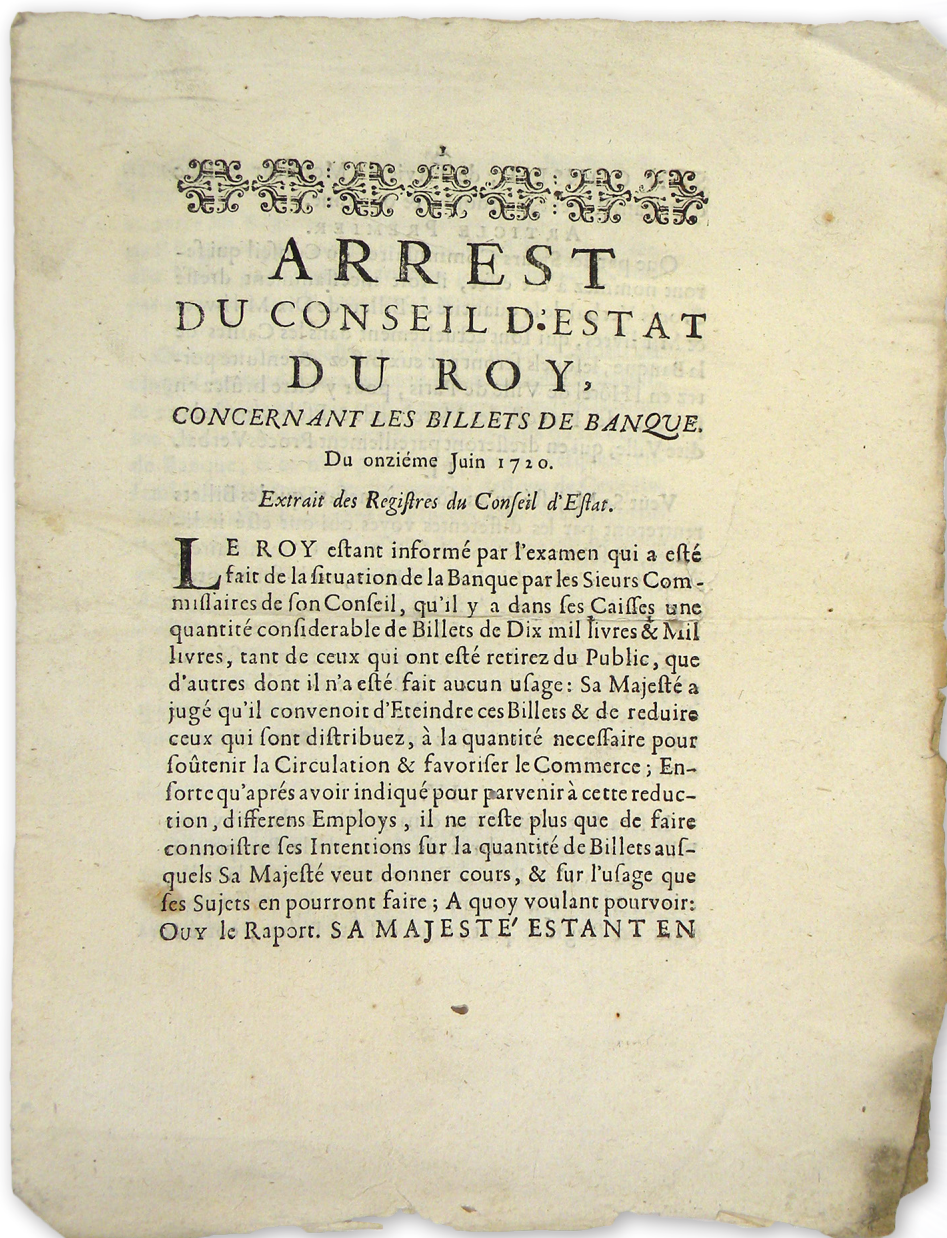 1
ARREST
DU CONSEIL D'ESTAT
DU ROY,
CONCERNANT LES BILLETS DE BANQUE.
Du onziéme Juin 1720.
Extrait des Regiſtres du Conſeil d'Eſtat.
LE ROY eſtant informé par l'examen qui a eſté
fait de la ſituation de la Banque par les Sieurs Com-
miſſaires de ſon Conſeil, qu'il y a dans ſes Caiſſes une
quantité conſiderable de Billets de Dix mil livres & Mil
livres, tant de ceux qui ont eſté retirez du Public, que
d'autres dont il n'a eſté fait aucun uſage : Sa Majeſté a
jugé qu'il convenoit d'Eteindre ces Billets & de reduire
ceux qui ſont diſtribuez, à la quantité neceſſaire pour
ſoûtenir la Circulation & favoriſer le Commerce ; En-
ſorte qu'aprés avoir indiqué pour parvenir à cette reduc-
tion, differens Employs, il ne reſte plus que de faire
connoiſtre ſes Intentions ſur la quantité de Billets auſ-
quels Sa Majeſté veut donner cours, & ſur l'uſage que
ſes Sujets en pourront faire ; A quoy voulant pourvoir :
OUY le Raport. SA MAJESTE' ESTANT EN